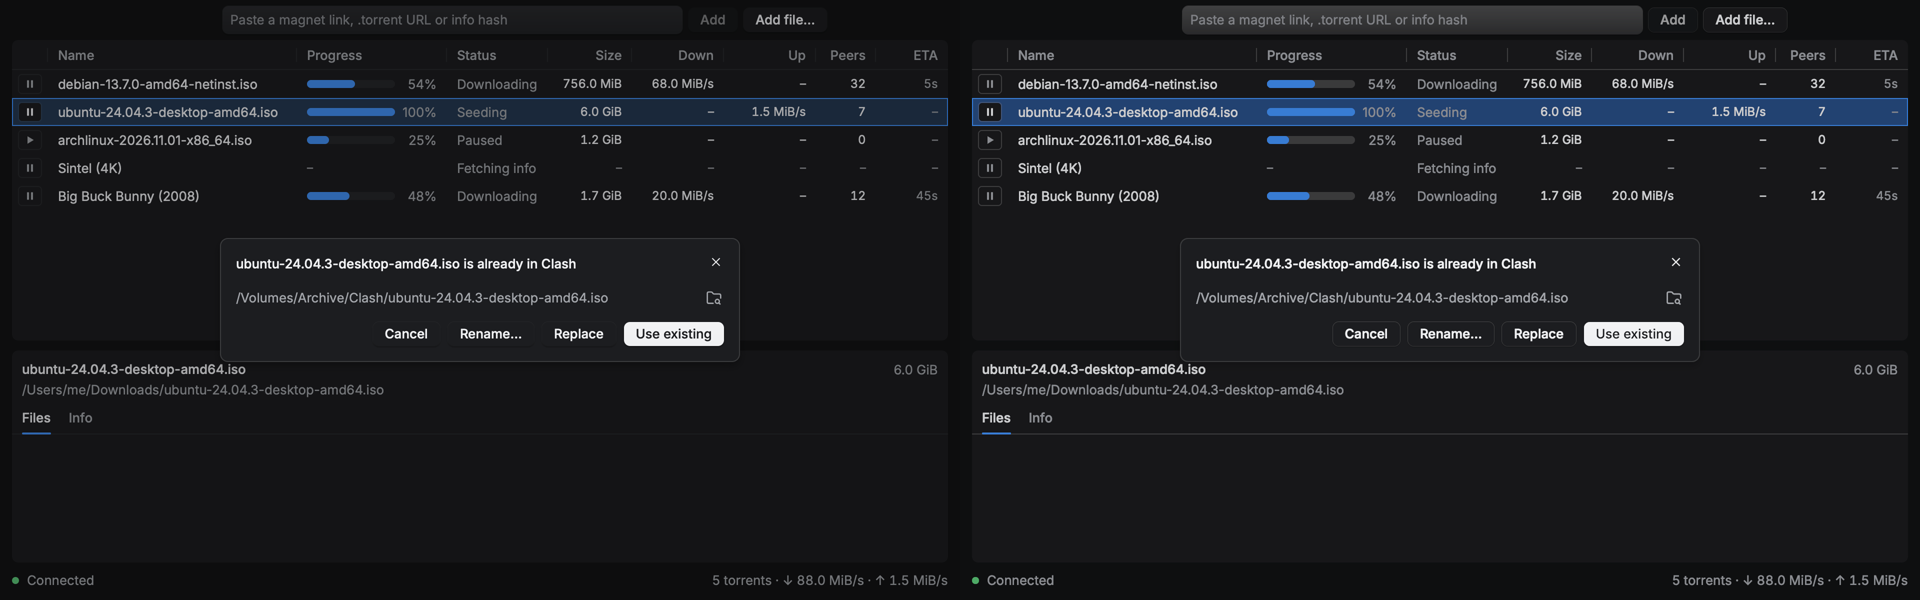 Paste a magnet link, .torrent URL or info hash Add Add file...
Name Progress Status Size Down Up Peers ETA
debian-13.7.0-amd64-netinst.iso 54% Downloading 756.0 MiB 68.0 MiB/s – 32 5s
ubuntu-24.04.3-desktop-amd64.iso 100% Seeding 6.0 GiB – 1.5 MiB/s 7 –
archlinux-2026.11.01-x86_64.iso 25% Paused 1.2 GiB – – 0 –
Sintel (4K) – Fetching info – – – – –
Big Buck Bunny (2008) 48% Downloading 1.7 GiB 20.0 MiB/s – 12 45s
ubuntu-24.04.3-desktop-amd64.iso is already in Clash
/Volumes/Archive/Clash/ubuntu-24.04.3-desktop-amd64.iso
Cancel Rename... Replace Use existing
ubuntu-24.04.3-desktop-amd64.iso 6.0 GiB
/Users/me/Downloads/ubuntu-24.04.3-desktop-amd64.iso
Files Info
Connected 5 torrents · ↓ 88.0 MiB/s · ↑ 1.5 MiB/s
Paste a magnet link, .torrent URL or info hash Add Add file...
Name Progress Status Size Down Up Peers ETA
debian-13.7.0-amd64-netinst.iso 54% Downloading 756.0 MiB 68.0 MiB/s – 32 5s
ubuntu-24.04.3-desktop-amd64.iso 100% Seeding 6.0 GiB – 1.5 MiB/s 7 –
archlinux-2026.11.01-x86_64.iso 25% Paused 1.2 GiB – – 0 –
Sintel (4K) – Fetching info – – – – –
Big Buck Bunny (2008) 48% Downloading 1.7 GiB 20.0 MiB/s – 12 45s
ubuntu-24.04.3-desktop-amd64.iso is already in Clash
/Volumes/Archive/Clash/ubuntu-24.04.3-desktop-amd64.iso
Cancel Rename... Replace Use existing
ubuntu-24.04.3-desktop-amd64.iso 6.0 GiB
/Users/me/Downloads/ubuntu-24.04.3-desktop-amd64.iso
Files Info
Connected 5 torrents · ↓ 88.0 MiB/s · ↑ 1.5 MiB/s